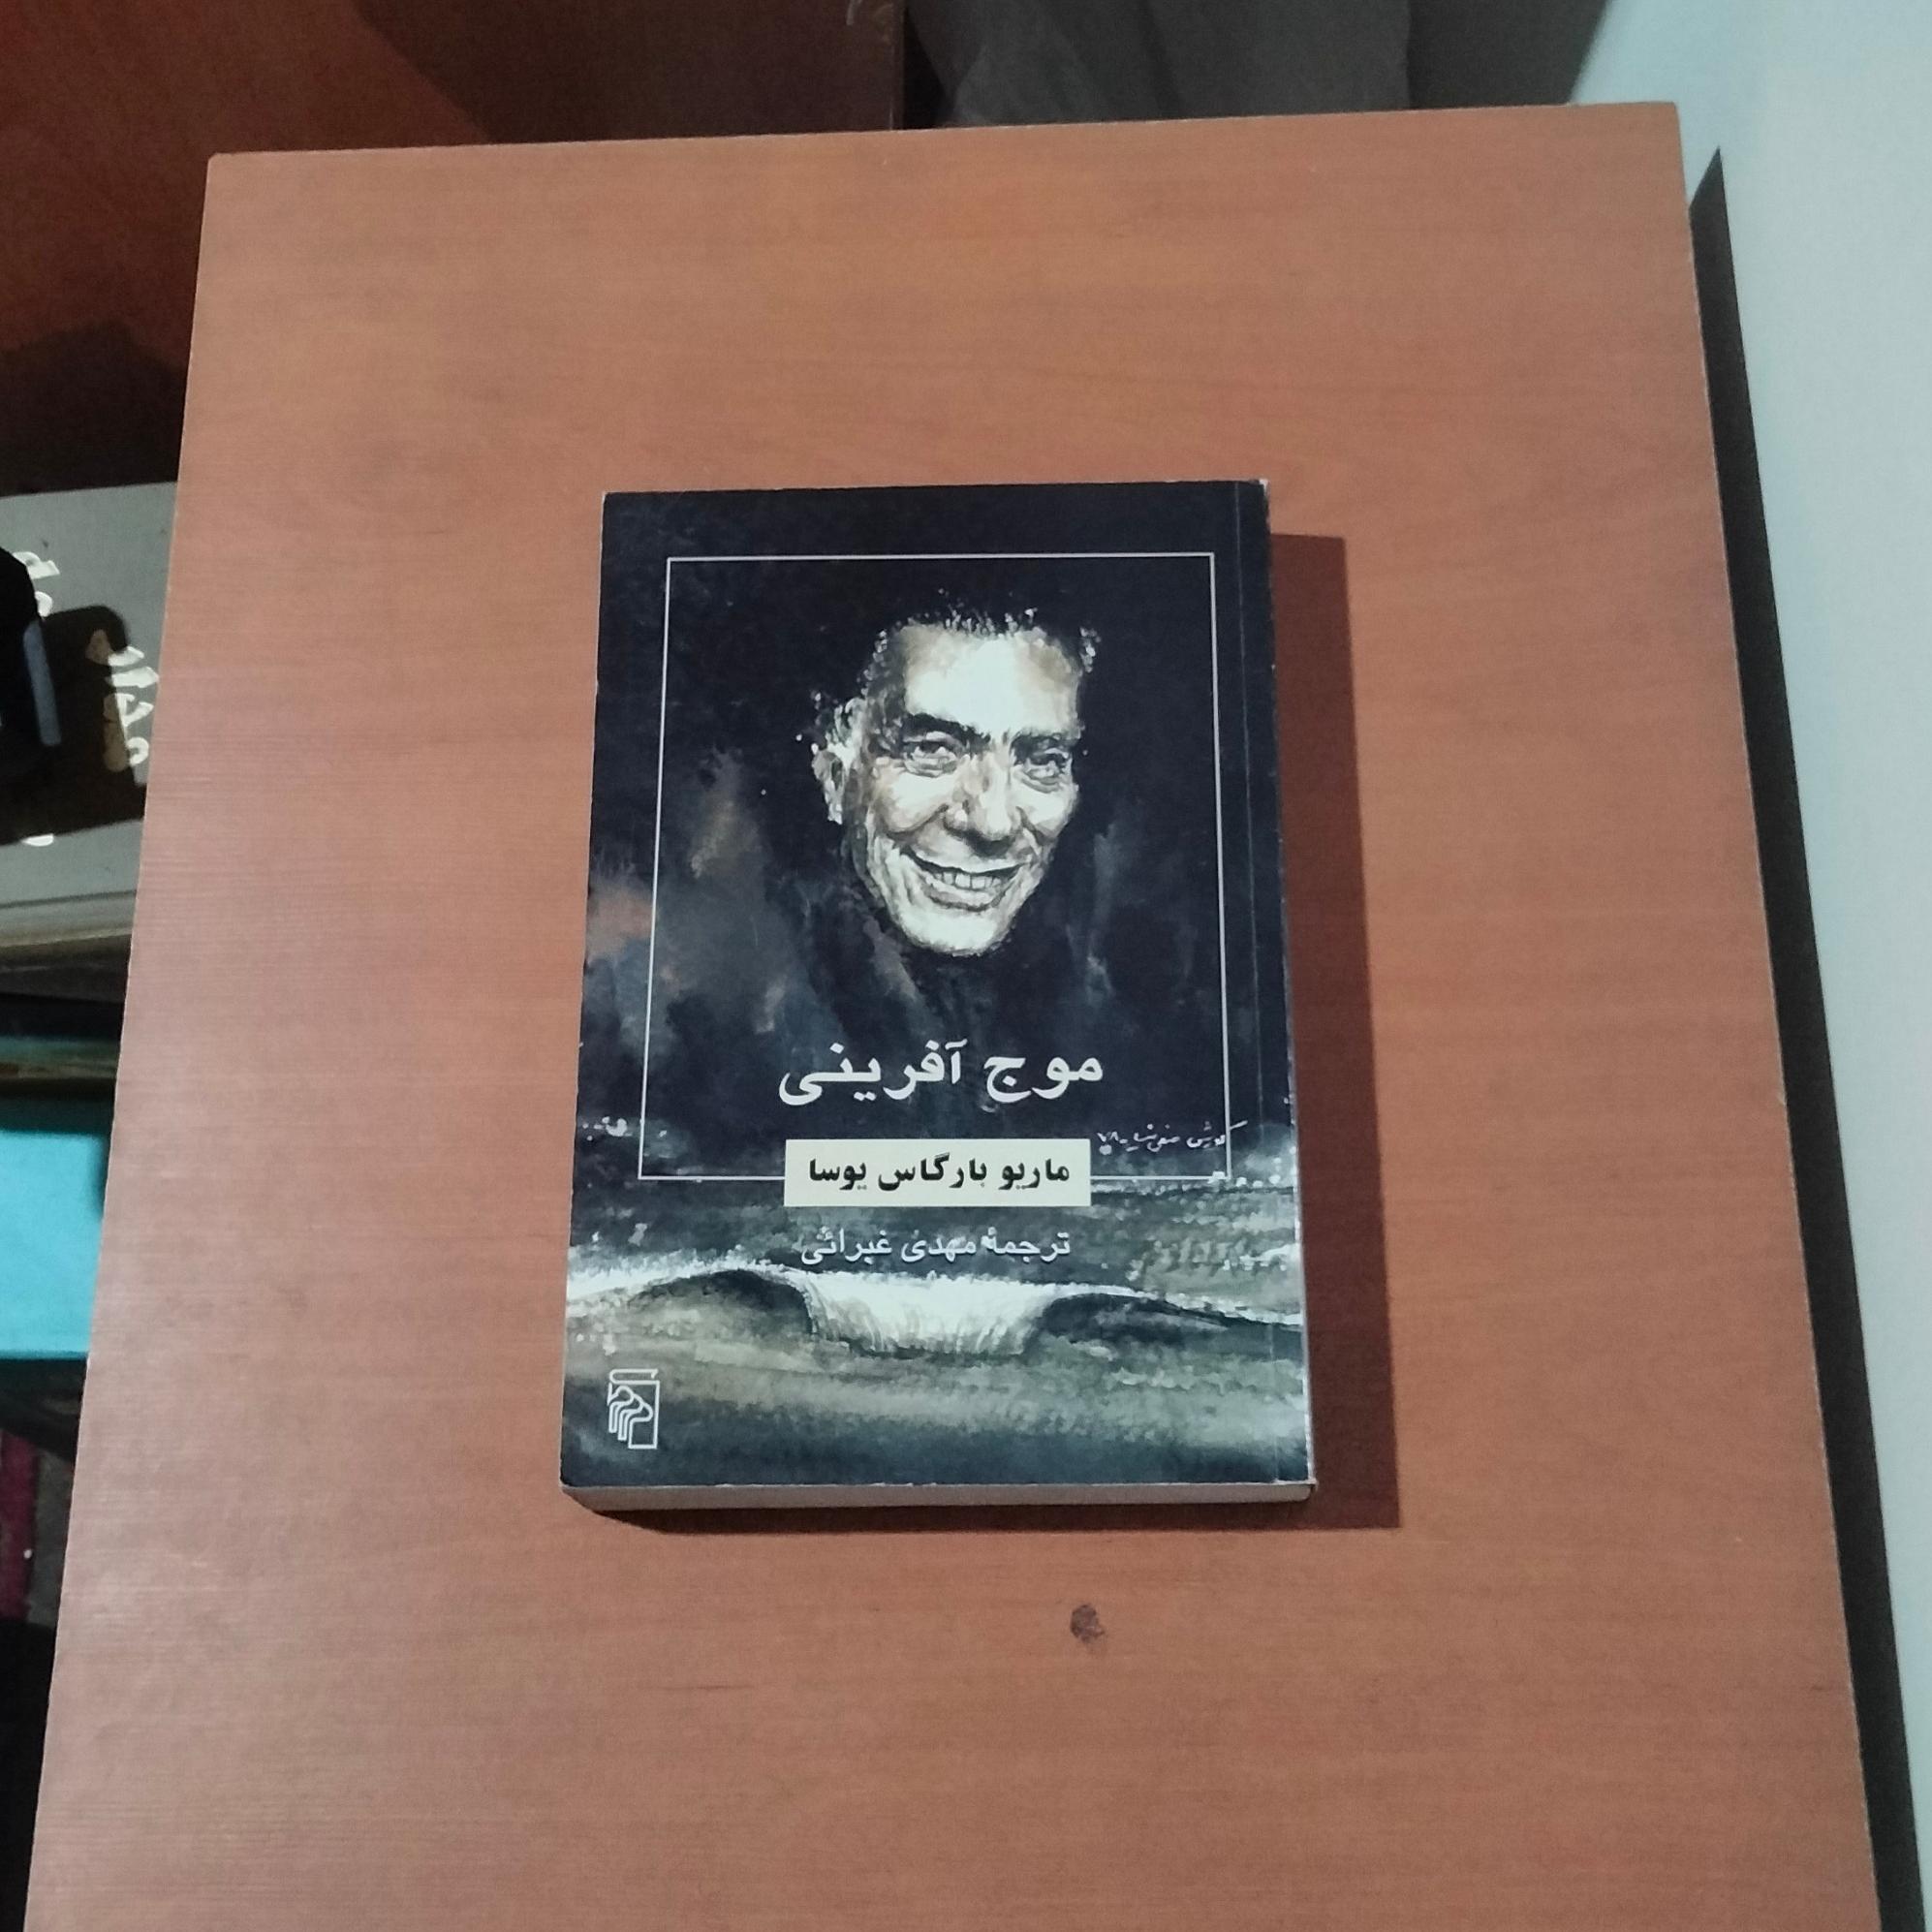 موج آفرینی
ماریو بارگاس یوسا
ترجمهٔ مهدی غبرائی